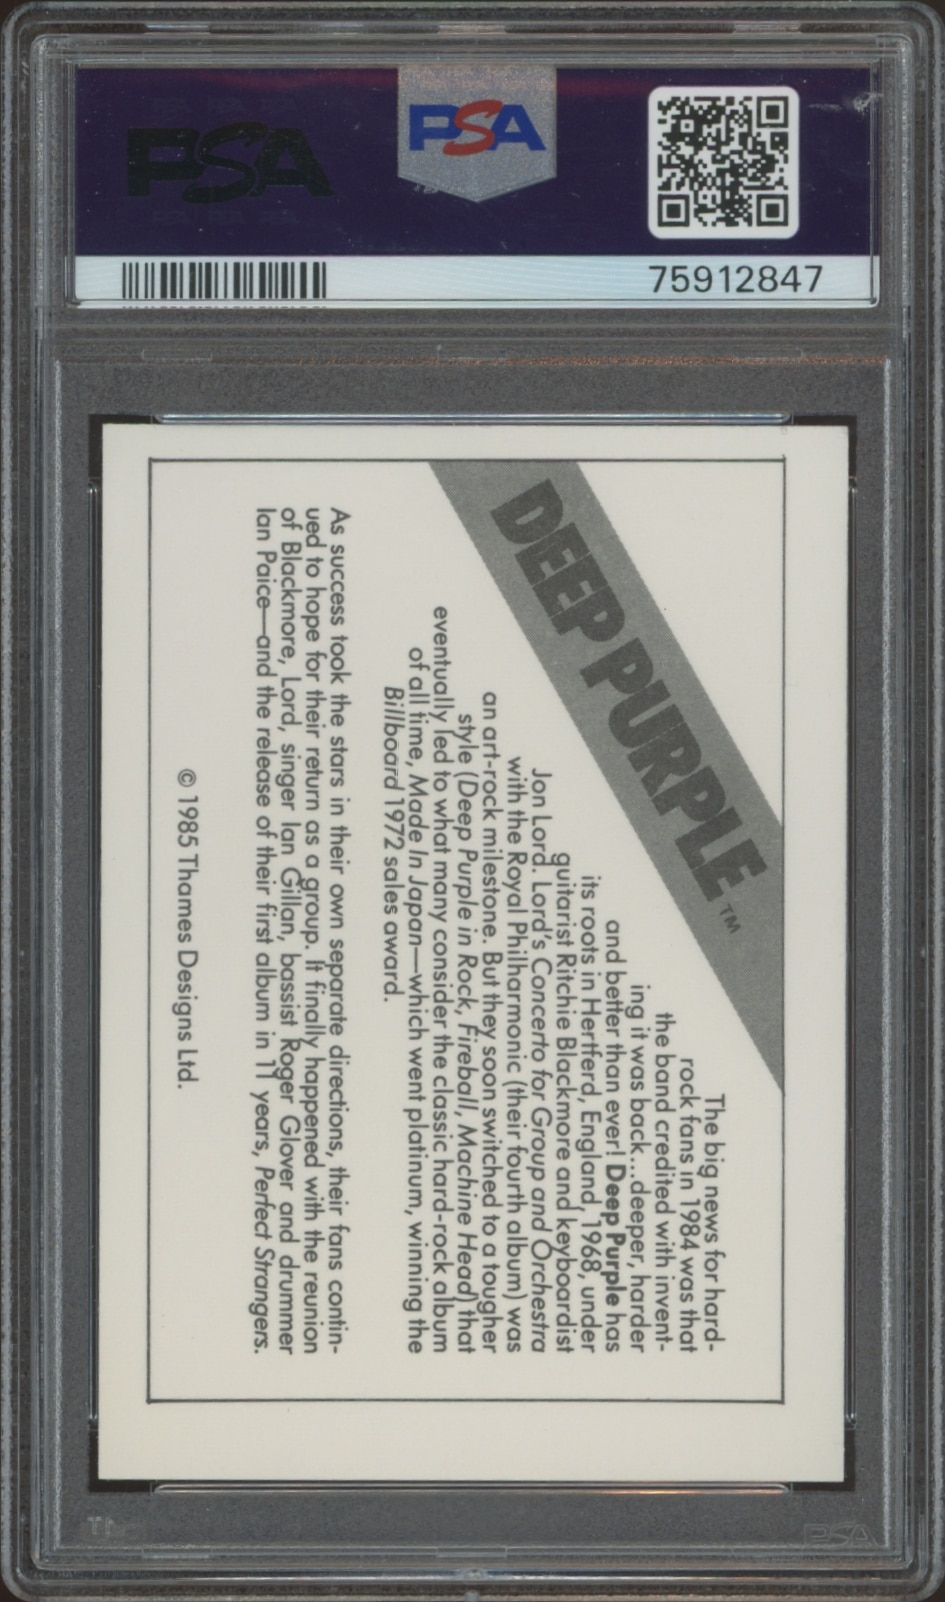 PSA
PSA
75912847
DEEP PURPLE™
The big news for hard-
rock fans in 1984 was that
the band credited with invent-
ing it was back...deeper, harder
and better than ever! Deep Purple has
its roots in Hertferd, England, 1968, under
guitarist Ritchie Blackmore and keyboardist
Jon Lord. Lord's Concerto for Group and Orchestra
with the Royal Philharmonic (their fourth album) was
an art-rock milestone. But they soon switched to a tougher
style (Deep Purple in Rock, Fireball, Machine Head) that
eventually led to what many consider the classic hard-rock album
of all time, Made In Japan—which went platinum, winning the
Billboard 1972 sales award.
As success took the stars in their own separate directions, their fans contin-
ued to hope for their return as a group. It finally happened with the reunion
of Blackmore, Lord, singer Ian Gillan, bassist Roger Glover and drummer
Ian Paice—and the release of their first album in 11 years, Perfect Strangers.
© 1985 Thames Designs Ltd.
PSA